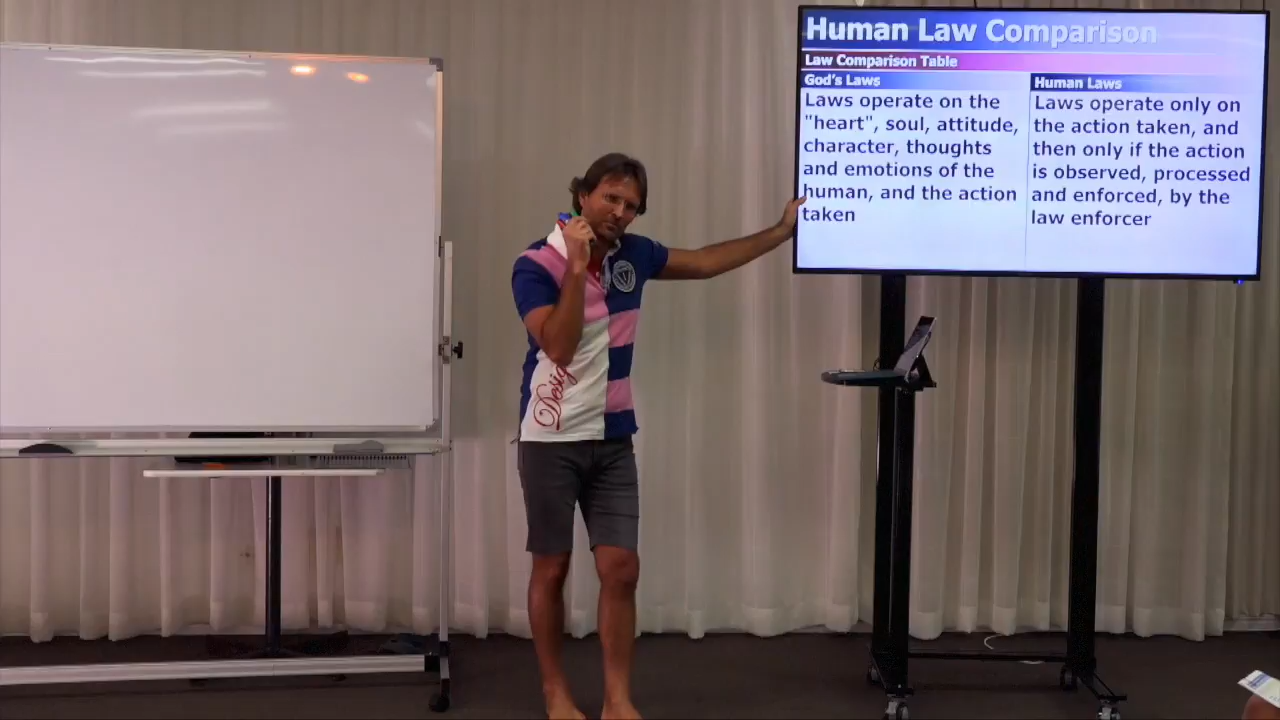 Human Law Comparison
Law Comparison Table
God's Laws
Laws operate on the
"heart", soul, attitude,
character, thoughts
and emotions of the
human, and the action
taken
Human Laws
Laws operate only on
the action taken, and
then only if the action
is observed, processed
and enforced, by the
law enforcer
Desig